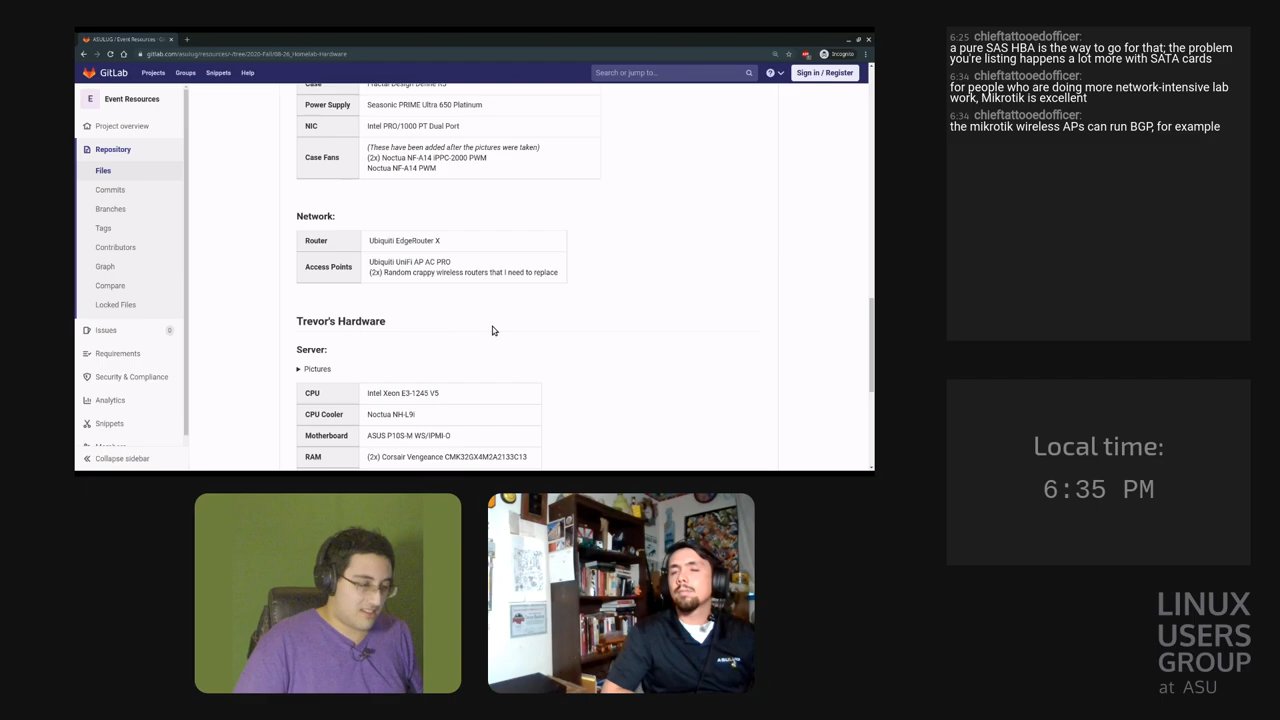 ASULUG / Event Resources
gitlab.com/asulug/resources/-/tree/2020-Fall/08-26_Homelab-Hardware
Incognito
GitLab
Projects
Groups
Snippets
Help
Search or jump to...
Sign in / Register
E
Event Resources
Project overview
Repository
Files
Commits
Branches
Tags
Contributors
Graph
Compare
Locked Files
Issues
0
Requirements
Security & Compliance
Analytics
Snippets
Members
Collapse sidebar
Case
Fractal Design Define R5
Power Supply
Seasonic PRIME Ultra 650 Platinum
NIC
Intel PRO/1000 PT Dual Port
Case Fans
(These have been added after the pictures were taken)
(2x) Noctua NF-A14 iPPC-2000 PWM
Noctua NF-A14 PWM
Network:
Router
Ubiquiti EdgeRouter X
Access Points
Ubiquiti UniFi AP AC PRO
(2x) Random crappy wireless routers that I need to replace
Trevor's Hardware
Server:
Pictures
CPU
Intel Xeon E3-1245 V5
CPU Cooler
Noctua NH-L9i
Motherboard
ASUS P10S-M WS/IPMI-O
RAM
(2x) Corsair Vengeance CMK32GX4M2A2133C13
6:25 chieftattooedofficer:
a pure SAS HBA is the way to go for that; the problem
you're listing happens a lot more with SATA cards
6:34 chieftattooedofficer:
for people who are doing more network-intensive lab
work, Mikrotik is excellent
6:34 chieftattooedofficer:
the mikrotik wireless APs can run BGP, for example
Local time:
6:35 PM
ASULUG
LINUX
USERS
GROUP
at ASU